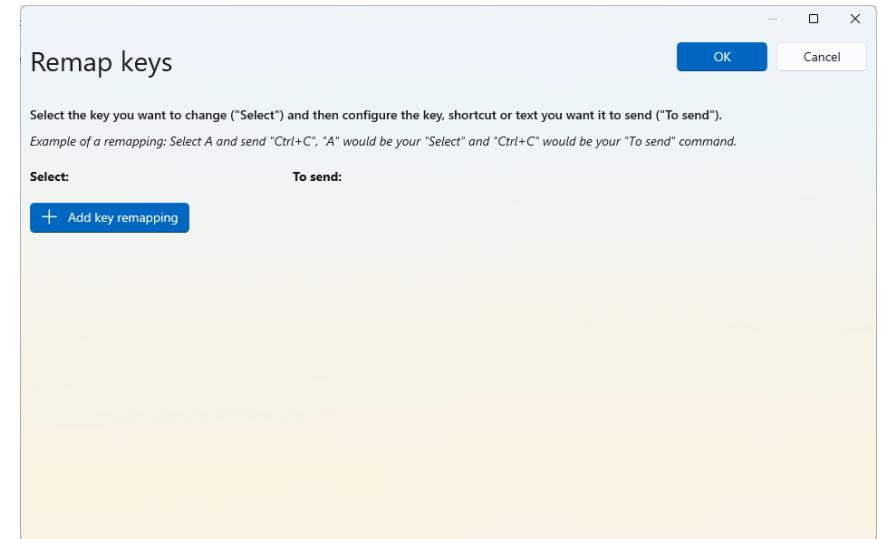 Remap keys
OK
Cancel
Select the key you want to change ("Select") and then configure the key, shortcut or text you want it to send ("To send").
Example of a remapping: Select A and send "Ctrl+C", "A" would be your "Select" and "Ctrl+C" would be your "To send" command.
Select:
To send:
Add key remapping